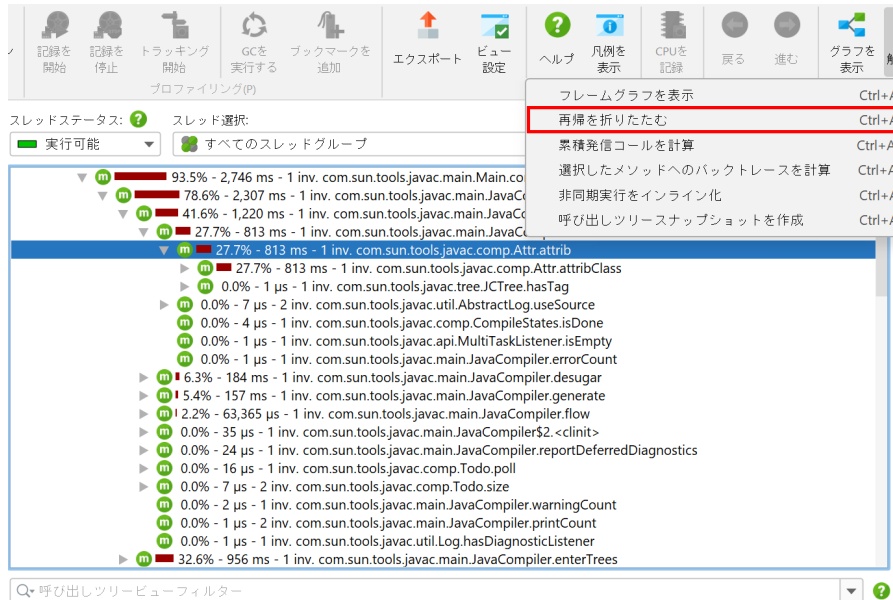 記録を
開始
記録を
停止
トラッキング
開始
GCを
実行する
ブックマークを
追加
エクスポート
ビュー
設定
ヘルプ
凡例を
表示
CPUを
記録
戻る
進む
グラフを
表示
プロファイリング(P)
フレームグラフを表示 Ctrl+A
再帰を折りたたむ Ctrl+A
累積発信コールを計算 Ctrl+A
選択したメソッドへのバックトレースを計算 Ctrl+A
非同期実行をインライン化 Ctrl+A
呼び出しツリースナップショットを作成 Ctrl+A
スレッドステータス: ?
スレッド選択:
実行可能
すべてのスレッドグループ
m 93.5% - 2,746 ms - 1 inv. com.sun.tools.javac.main.Main.co
m 78.6% - 2,307 ms - 1 inv. com.sun.tools.javac.main.JavaCo
m 41.6% - 1,220 ms - 1 inv. com.sun.tools.javac.main.JavaC
m 27.7% - 813 ms - 1 inv. com.sun.tools.javac.main.JavaC
m 27.7% - 813 ms - 1 inv. com.sun.tools.javac.comp.Attr.attrib
m 27.7% - 813 ms - 1 inv. com.sun.tools.javac.comp.Attr.attribClass
m 0.0% - 1 µs - 1 inv. com.sun.tools.javac.tree.JCTree.hasTag
m 0.0% - 7 µs - 2 inv. com.sun.tools.javac.util.AbstractLog.useSource
m 0.0% - 4 µs - 1 inv. com.sun.tools.javac.comp.CompileStates.isDone
m 0.0% - 1 µs - 1 inv. com.sun.tools.javac.api.MultiTaskListener.isEmpty
m 0.0% - 1 µs - 1 inv. com.sun.tools.javac.main.JavaCompiler.errorCount
m 6.3% - 184 ms - 1 inv. com.sun.tools.javac.main.JavaCompiler.desugar
m 5.4% - 157 ms - 1 inv. com.sun.tools.javac.main.JavaCompiler.generate
m 2.2% - 63,365 µs - 1 inv. com.sun.tools.javac.main.JavaCompiler.flow
m 0.0% - 35 µs - 1 inv. com.sun.tools.javac.main.JavaCompiler$2.<clinit>
m 0.0% - 24 µs - 1 inv. com.sun.tools.javac.main.JavaCompiler.reportDeferredDiagnostics
m 0.0% - 16 µs - 1 inv. com.sun.tools.javac.comp.Todo.poll
m 0.0% - 7 µs - 2 inv. com.sun.tools.javac.comp.Todo.size
m 0.0% - 2 µs - 2 inv. com.sun.tools.javac.main.JavaCompiler.warningCount
m 0.0% - 1 µs - 2 inv. com.sun.tools.javac.main.JavaCompiler.printCount
m 0.0% - 1 µs - 1 inv. com.sun.tools.javac.util.Log.hasDiagnosticListener
m 32.6% - 956 ms - 1 inv. com.sun.tools.javac.main.JavaCompiler.enterTrees
呼び出しツリービューフィルター ?